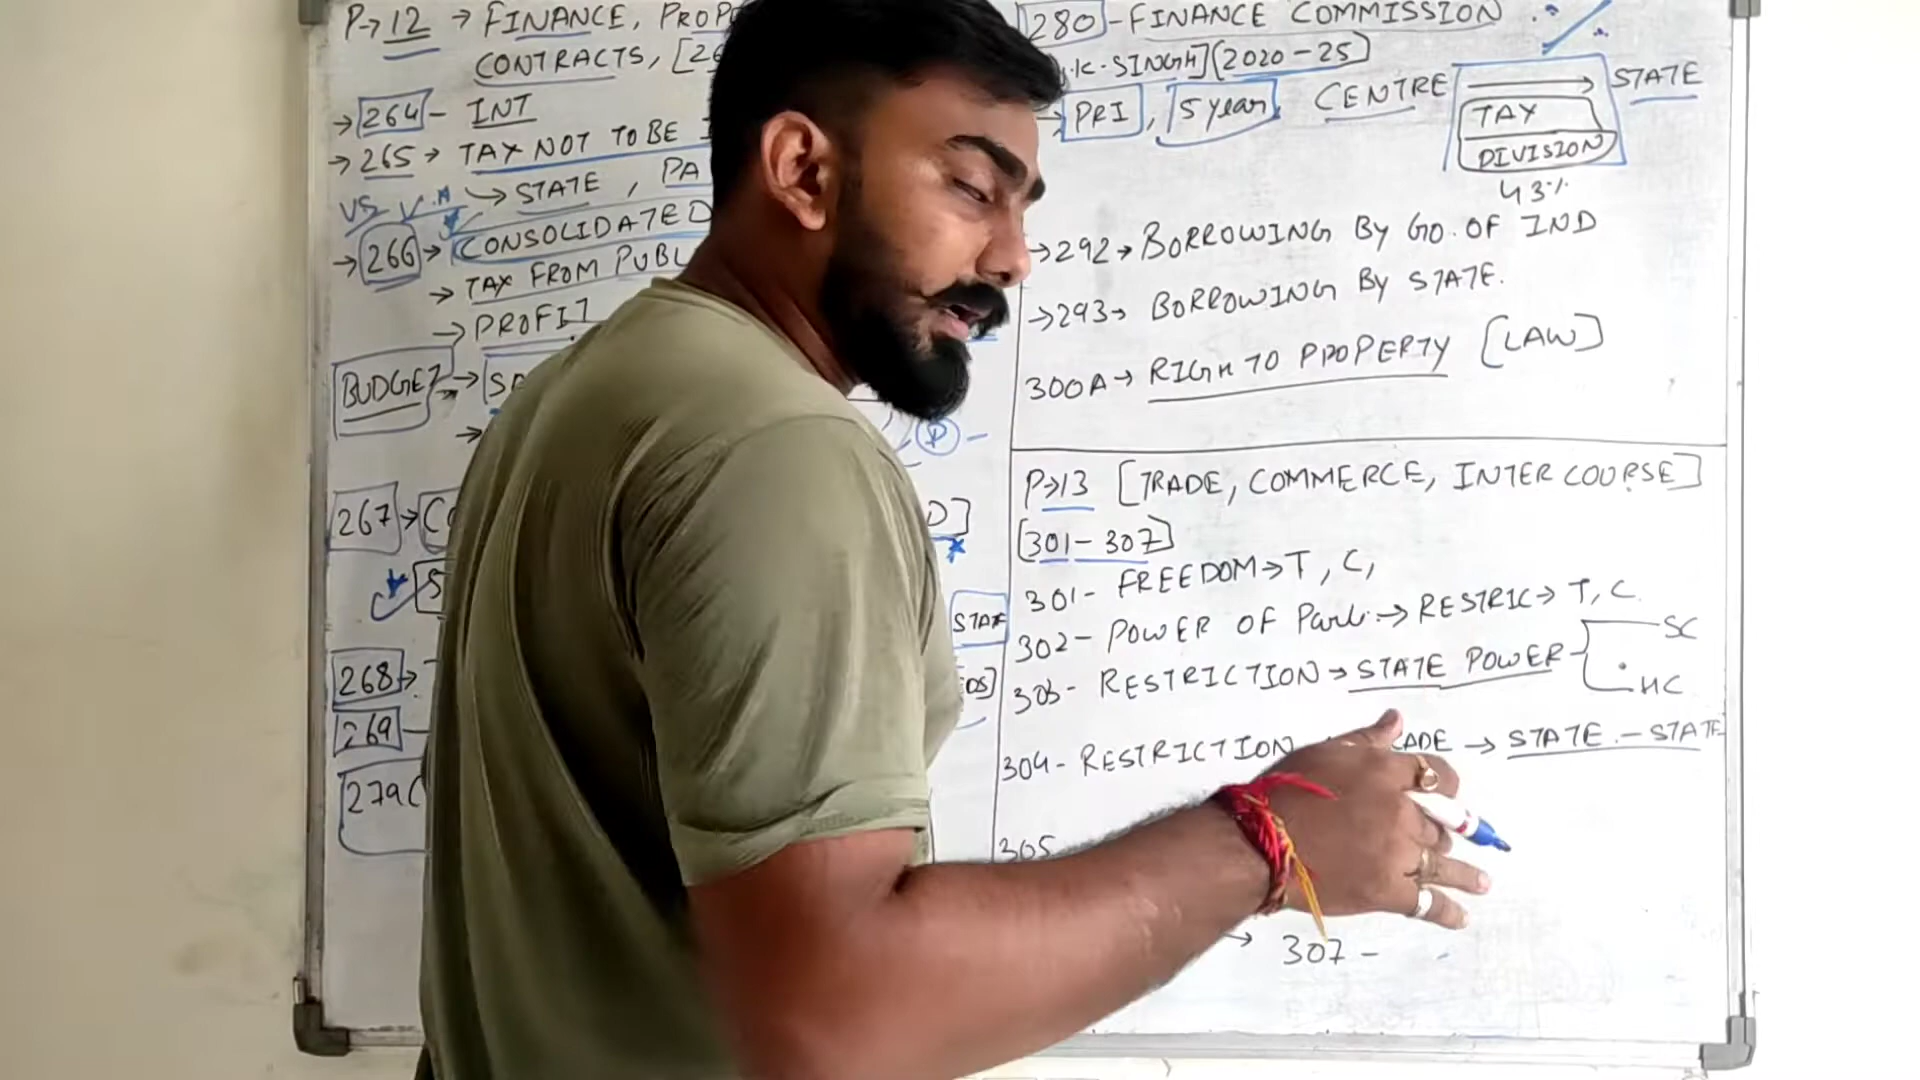 P→12 → FINANCE, PROP
CONTRACTS, [26
→ 264 - INT
→ 265 → TAX NOT TO BE
→ STATE, PA
VS V.A
→ 266 → CONSOLIDATED
→ TAX FROM PUBL
→ PROFIT
BUDGET →
→
267 →
D]
268 →
STATE
269 -
279(
280 - FINANCE COMMISSION
.K. SINGH] (2020-25]
→ PRI, 5 year, CENTRE → STATE
TAX
DIVISION
43%
→ 292 → BORROWING BY GO. OF IND
→ 293 → BORROWING BY STATE.
300A → RIGH TO PROPERTY [LAW]
P→13 [TRADE, COMMERCE, INTER COURSE]
[301-307]
301- FREEDOM → T, C,
302- POWER OF Parl. → RESTRIC → T, C.
303- RESTRICTION → STATE POWER - SC
HC
304- RESTRICTION ADE → STATE - STATE
305
→ 307 -